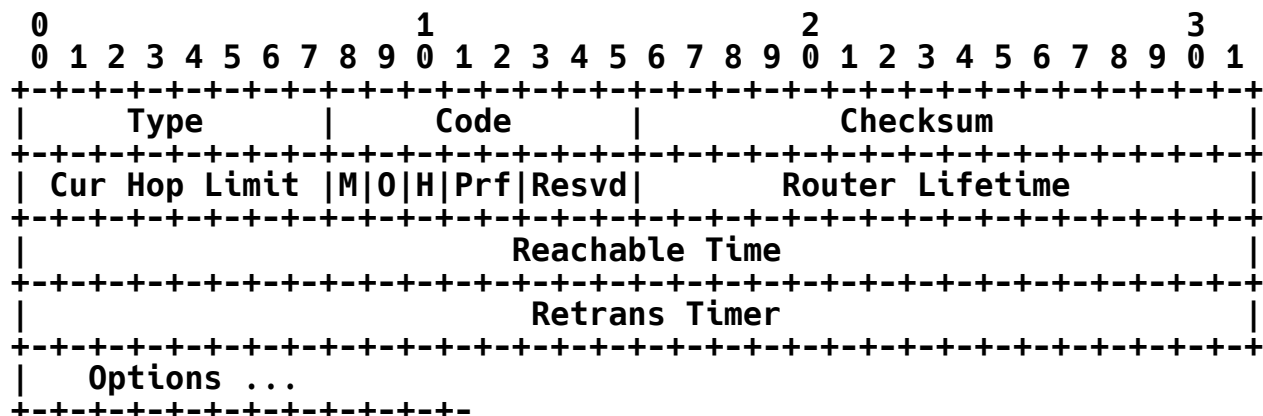 0                   1                   2                   3
 0 1 2 3 4 5 6 7 8 9 0 1 2 3 4 5 6 7 8 9 0 1 2 3 4 5 6 7 8 9 0 1
+-+-+-+-+-+-+-+-+-+-+-+-+-+-+-+-+-+-+-+-+-+-+-+-+-+-+-+-+-+-+-+-+
|     Type      |     Code      |          Checksum             |
+-+-+-+-+-+-+-+-+-+-+-+-+-+-+-+-+-+-+-+-+-+-+-+-+-+-+-+-+-+-+-+-+
| Cur Hop Limit |M|O|H|Prf|Resvd|       Router Lifetime         |
+-+-+-+-+-+-+-+-+-+-+-+-+-+-+-+-+-+-+-+-+-+-+-+-+-+-+-+-+-+-+-+-+
|                         Reachable Time                        |
+-+-+-+-+-+-+-+-+-+-+-+-+-+-+-+-+-+-+-+-+-+-+-+-+-+-+-+-+-+-+-+-+
|                          Retrans Timer                        |
+-+-+-+-+-+-+-+-+-+-+-+-+-+-+-+-+-+-+-+-+-+-+-+-+-+-+-+-+-+-+-+-+
|   Options ...
+-+-+-+-+-+-+-+-+-+-+-+-